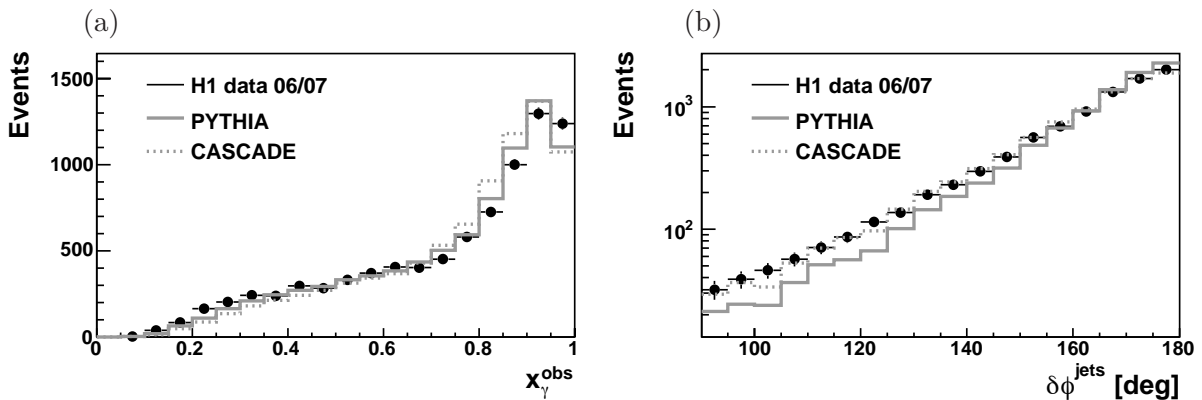 (a)
Events
1500
1000
500
0
H1 data 06/07
PYTHIA
CASCADE
0 0.2 0.4 0.6 0.8 1
x_γ^obs
(b)
Events
10^3
10^2
H1 data 06/07
PYTHIA
CASCADE
100 120 140 160 180
δϕ^jets [deg]